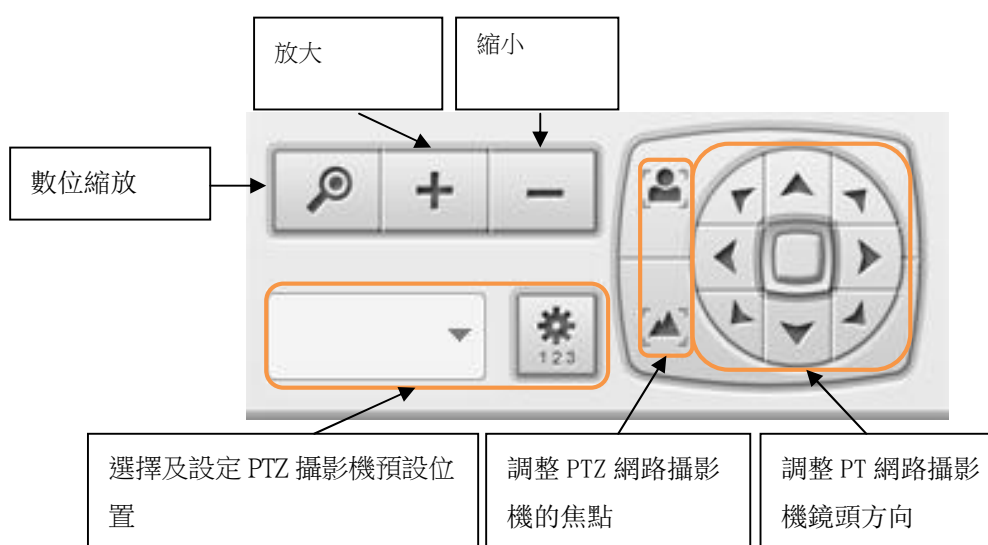 放大
縮小
數位縮放
123
選擇及設定 PTZ 攝影機預設位
置
調整 PTZ 網路攝影
機的焦點
調整 PT 網路攝影
機鏡頭方向